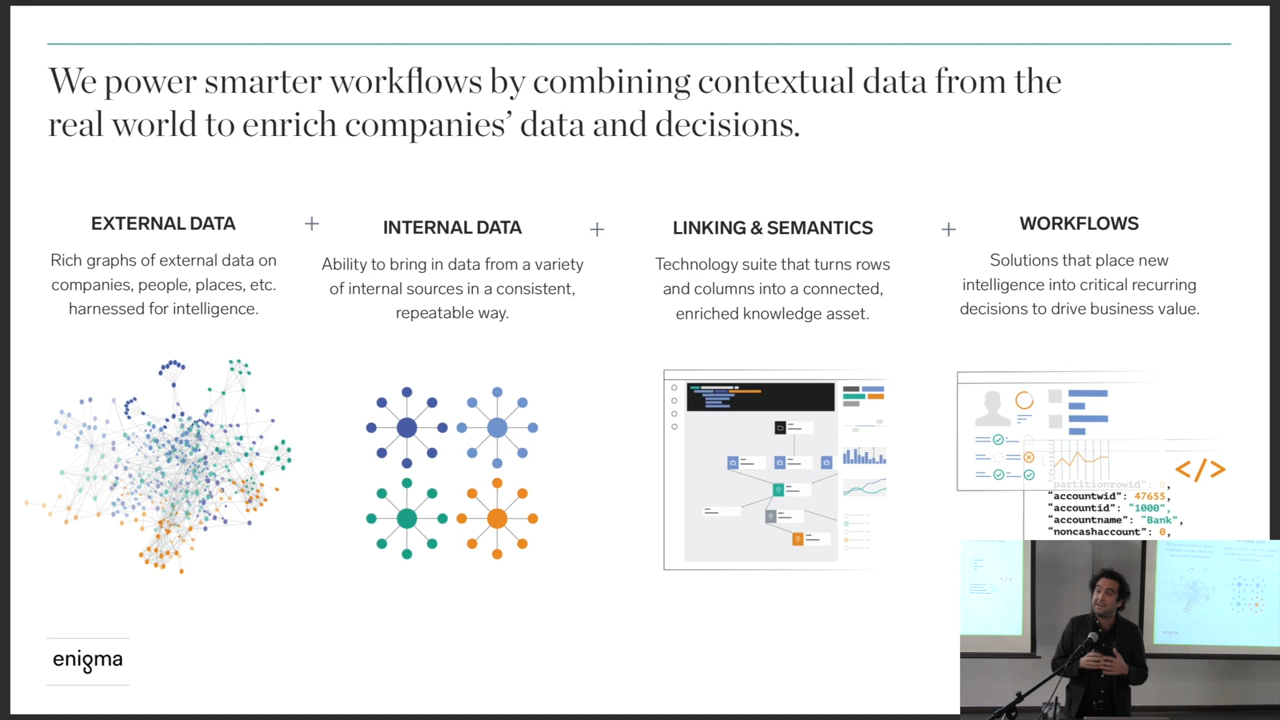 We power smarter workflows by combining contextual data from the
real world to enrich companies’ data and decisions.
EXTERNAL DATA
Rich graphs of external data on
companies, people, places, etc.
harnessed for intelligence.
+
INTERNAL DATA
Ability to bring in data from a variety
of internal sources in a consistent,
repeatable way.
+
LINKING & SEMANTICS
Technology suite that turns rows
and columns into a connected,
enriched knowledge asset.
+
WORKFLOWS
Solutions that place new
intelligence into critical recurring
decisions to drive business value.
</>
"partitionrowid": 0,
"accountwid": 47655,
"accountid": "1000",
"accountname": "Bank",
"noncashaccount": 0,
enigma